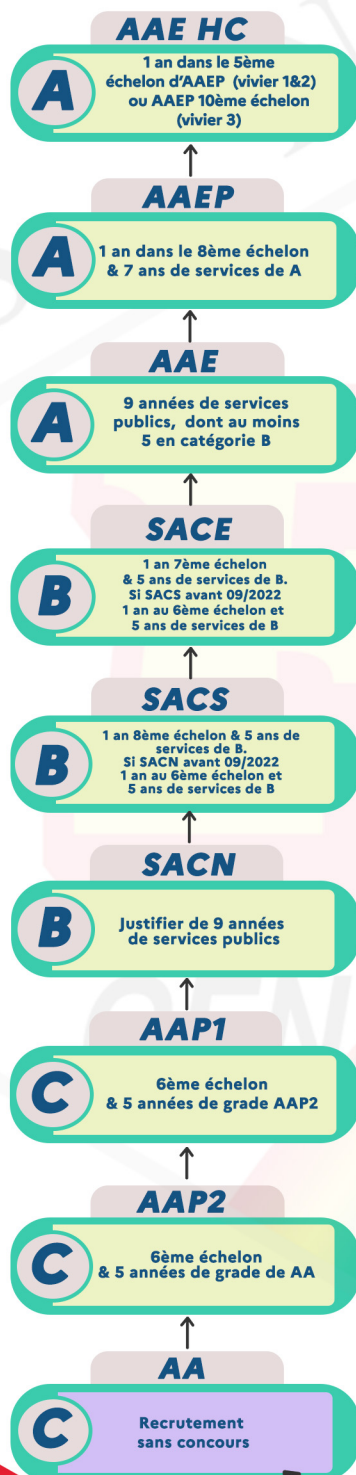 AAE HC
A
1 an dans le 5ème
échelon d'AAEP (vivier 1&2)
ou AAEP 10ème échelon
(vivier 3)
AAEP
A
1 an dans le 8ème échelon
& 7 ans de services de A
AAE
A
9 années de services
publics, dont au moins
5 en catégorie B
SACE
B
1 an 7ème échelon
& 5 ans de services de B.
Si SACS avant 09/2022
1 an au 6ème échelon et
5 ans de services de B
SACS
B
1 an 8ème échelon & 5 ans de
services de B.
Si SACN avant 09/2022
1 an au 6ème échelon et
5 ans de services de B
SACN
B
Justifier de 9 années
de services publics
AAP1
C
6ème échelon
& 5 années de grade AAP2
AAP2
C
6ème échelon
& 5 années de grade de AA
AA
C
Recrutement
sans concours